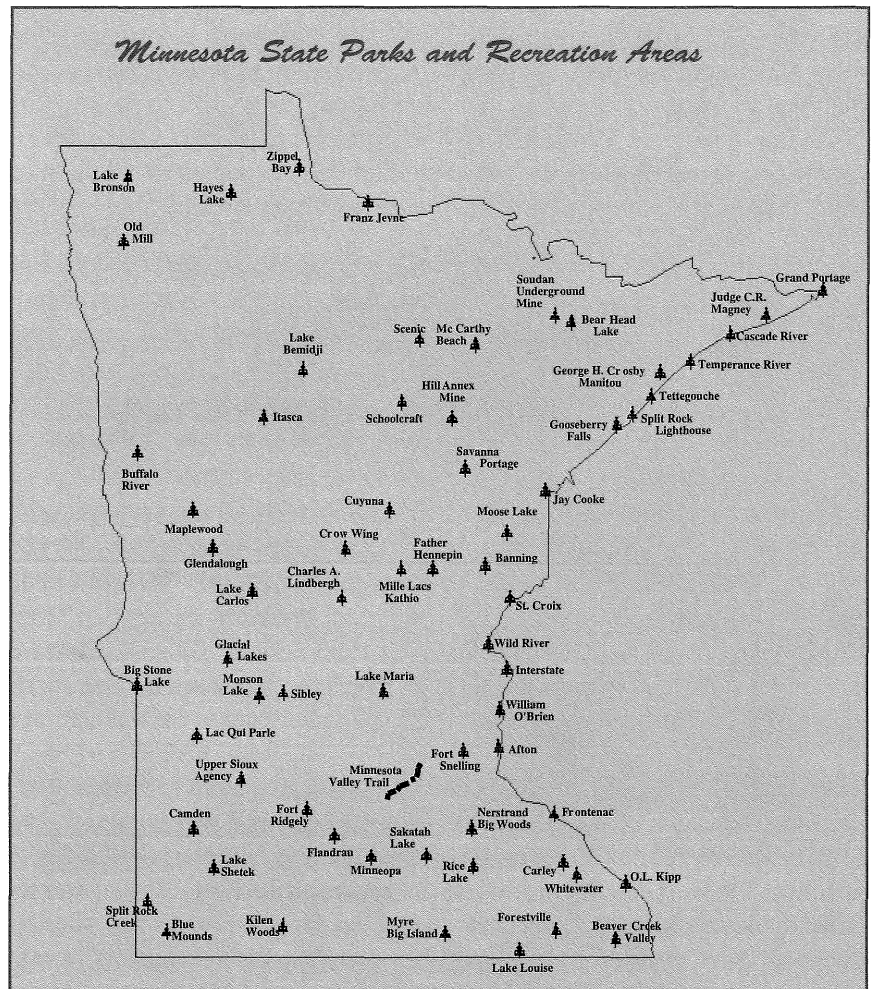 Minnesota State Parks and Recreation Areas
Zippel
Bay
Lake
Bronson
Hayes
Lake
Franz Jevne
Old
Mill
Grand Portage
Soudan
Underground
Mine
Judge C.R.
Magney
Bear Head
Lake
Scenic
Mc Carthy
Beach
Cascade River
Lake
Bemidji
Temperance River
George H. Crosby
Manitou
Hill Annex
Mine
Tettegouche
Itasca
Schoolcraft
Gooseberry
Falls
Split Rock
Lighthouse
Savanna
Portage
Buffalo
River
Cuyuna
Jay Cooke
Moose Lake
Maplewood
Crow Wing
Father
Hennepin
Glendalough
Banning
Charles A.
Lindbergh
Mille Lacs
Kathio
Lake
Carlos
St. Croix
Glacial
Lakes
Wild River
Big Stone
Lake
Interstate
Monson
Lake
Sibley
Lake Maria
William
O'Brien
Lac Qui Parle
Fort
Snelling
Afton
Upper Sioux
Agency
Minnesota
Valley Trail
Camden
Fort
Ridgely
Nerstrand
Big Woods
Frontenac
Flandrau
Sakatah
Lake
Minneopa
Lake
Shetek
Rice
Lake
Carley
Whitewater
O.L. Kipp
Split Rock
Creek
Blue
Mounds
Kilen
Woods
Myre
Big Island
Forestville
Beaver Creek
Valley
Lake Louise